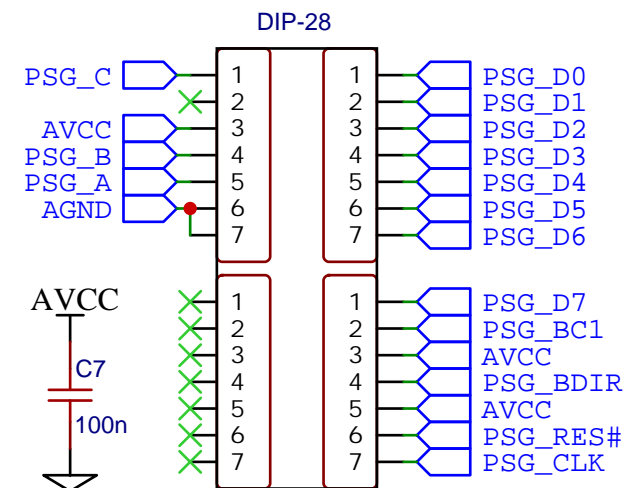 DIP-28
PSG_C 1 1 PSG_D0
2 2 PSG_D1
AVCC 3 3 PSG_D2
PSG_B 4 4 PSG_D3
PSG_A 5 5 PSG_D4
AGND 6 6 PSG_D5
7 7 PSG_D6
AVCC 1 1 PSG_D7
2 2 PSG_BC1
3 3 AVCC
C7 4 4 PSG_BDIR
5 5 AVCC
100n 6 6 PSG_RES#
7 7 PSG_CLK